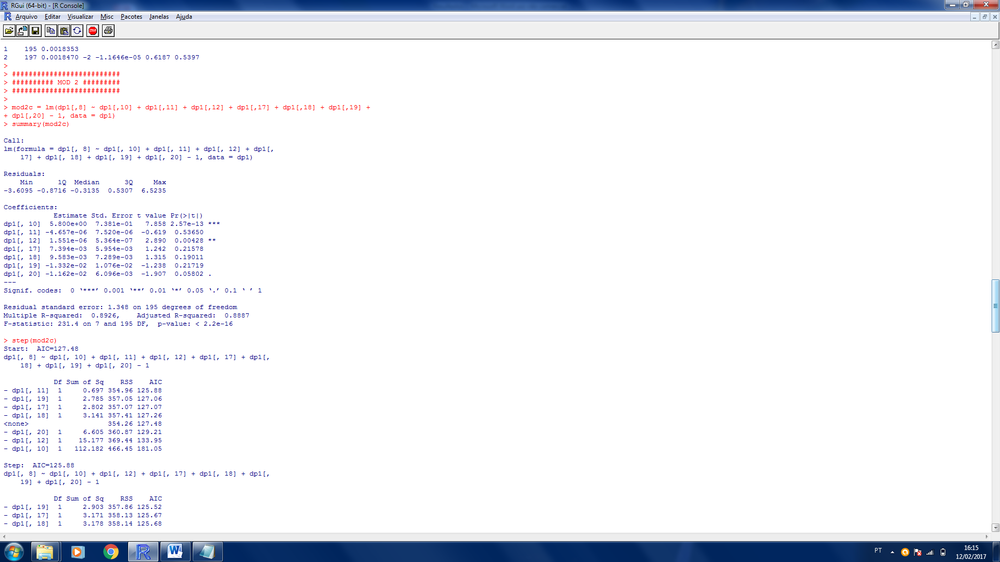 RGui (64-bit) - [R Console]
Arquivo Editar Visualizar Misc Pacotes Janelas Ajuda
STOP
1    195 0.0018353
2    197 0.0018470 -2 -1.1646e-05 0.6187 0.5397
>
> ##########################
> ########## MOD 2 #########
> ##########################
>
> mod2c = lm(dp1[,8] ~ dp1[,10] + dp1[,11] + dp1[,12] + dp1[,17] + dp1[,18] + dp1[,19] +
+ dp1[,20] - 1, data = dp1)
> summary(mod2c)

Call:
lm(formula = dp1[, 8] ~ dp1[, 10] + dp1[, 11] + dp1[, 12] + dp1[,
    17] + dp1[, 18] + dp1[, 19] + dp1[, 20] - 1, data = dp1)

Residuals:
    Min      1Q  Median      3Q     Max
-3.6095 -0.8716 -0.3135  0.5307  6.5235

Coefficients:
            Estimate Std. Error t value Pr(>|t|)
dp1[, 10]  5.800e+00  7.381e-01   7.858 2.57e-13 ***
dp1[, 11] -4.657e-06  7.520e-06  -0.619  0.53650
dp1[, 12]  1.551e-06  5.364e-07   2.890  0.00428 **
dp1[, 17]  7.394e-03  5.954e-03   1.242  0.21578
dp1[, 18]  9.583e-03  7.289e-03   1.315  0.19011
dp1[, 19] -1.332e-02  1.076e-02  -1.238  0.21719
dp1[, 20] -1.162e-02  6.096e-03  -1.907  0.05802 .
---
Signif. codes:  0 ‘***’ 0.001 ‘**’ 0.01 ‘*’ 0.05 ‘.’ 0.1 ‘ ’ 1

Residual standard error: 1.348 on 195 degrees of freedom
Multiple R-squared:  0.8926,    Adjusted R-squared:  0.8887
F-statistic: 231.4 on 7 and 195 DF,  p-value: < 2.2e-16

> step(mod2c)
Start:  AIC=127.48
dp1[, 8] ~ dp1[, 10] + dp1[, 11] + dp1[, 12] + dp1[, 17] + dp1[,
    18] + dp1[, 19] + dp1[, 20] - 1

            Df Sum of Sq    RSS    AIC
- dp1[, 11]  1     0.697 354.96 125.88
- dp1[, 19]  1     2.785 357.05 127.06
- dp1[, 17]  1     2.802 357.07 127.07
- dp1[, 18]  1     3.141 357.41 127.26
<none>                   354.26 127.48
- dp1[, 20]  1     6.605 360.87 129.21
- dp1[, 12]  1    15.177 369.44 133.95
- dp1[, 10]  1   112.182 466.45 181.05

Step:  AIC=125.88
dp1[, 8] ~ dp1[, 10] + dp1[, 12] + dp1[, 17] + dp1[, 18] + dp1[,
    19] + dp1[, 20] - 1

            Df Sum of Sq    RSS    AIC
- dp1[, 19]  1     2.903 357.86 125.52
- dp1[, 17]  1     3.171 358.13 125.67
- dp1[, 18]  1     3.178 358.14 125.68
PT
16:15
12/02/2017